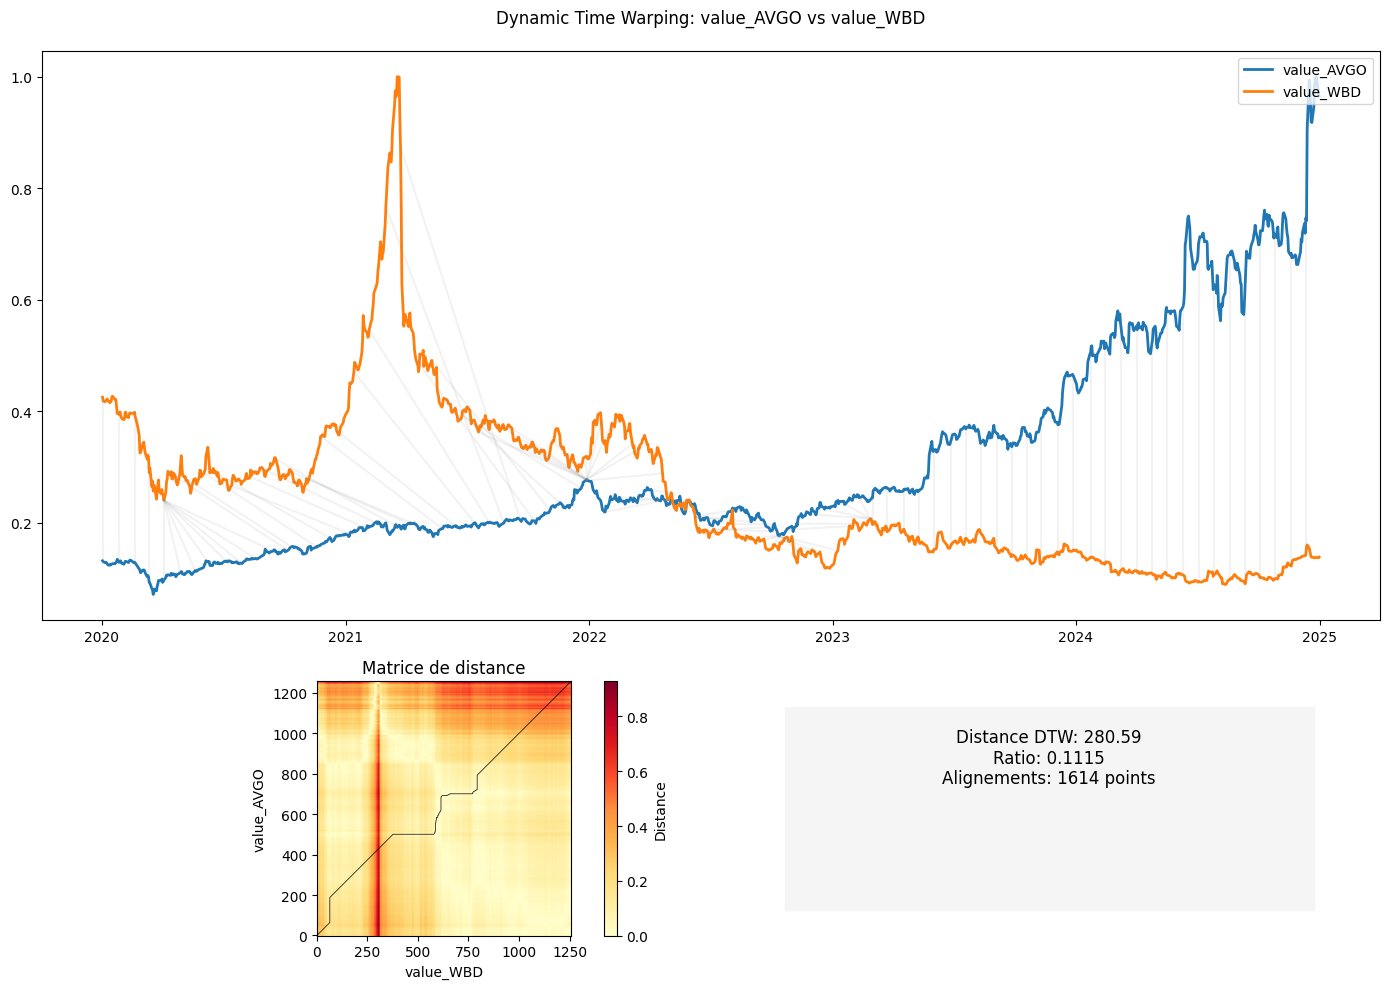 Dynamic Time Warping: value_AVGO vs value_WBD
value_AVGO
value_WBD
1.0
0.8
0.6
0.4
0.2
2020 2021 2022 2023 2024 2025
Matrice de distance
value_AVGO
1200
1000
800
600
400
200
0
0 250 500 750 1000 1250
value_WBD
0.8
0.6
0.4
0.2
0.0
Distance
Distance DTW: 280.59
Ratio: 0.1115
Alignements: 1614 points